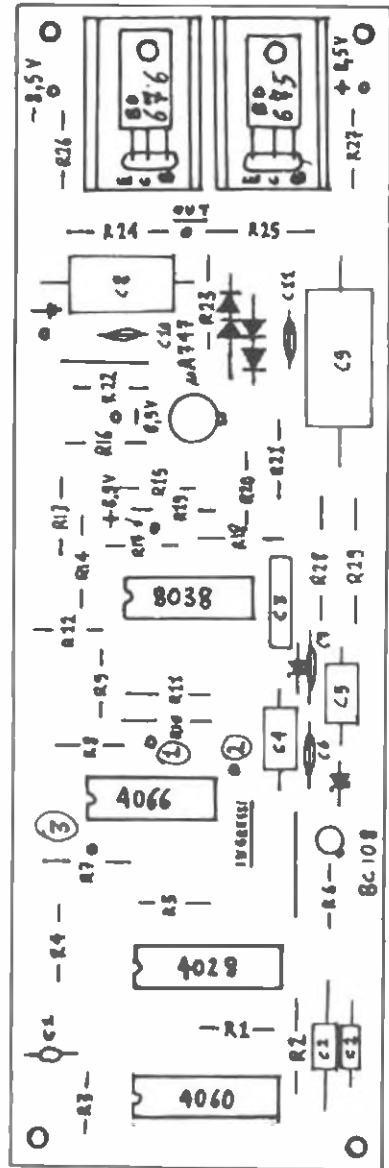 -8,5V
+8,5V
R26
BD
676
E
C
B
BD
675
E
C
B
R27
OUT
R24
R25
C8
C10
R23
C11
C9
µA747
R22
R16
8,5V
R15
R19
R20
R21
R13
R14
+8,5V
R17
R18
R12
8038
C3
R28
R29
R9
R11
R10
C7
C5
R8
1
2
C4
C6
4066
3
INGRESSI
R7
R5
R6
BC108
R4
4029
C1
R1
R2
C2
R3
4060